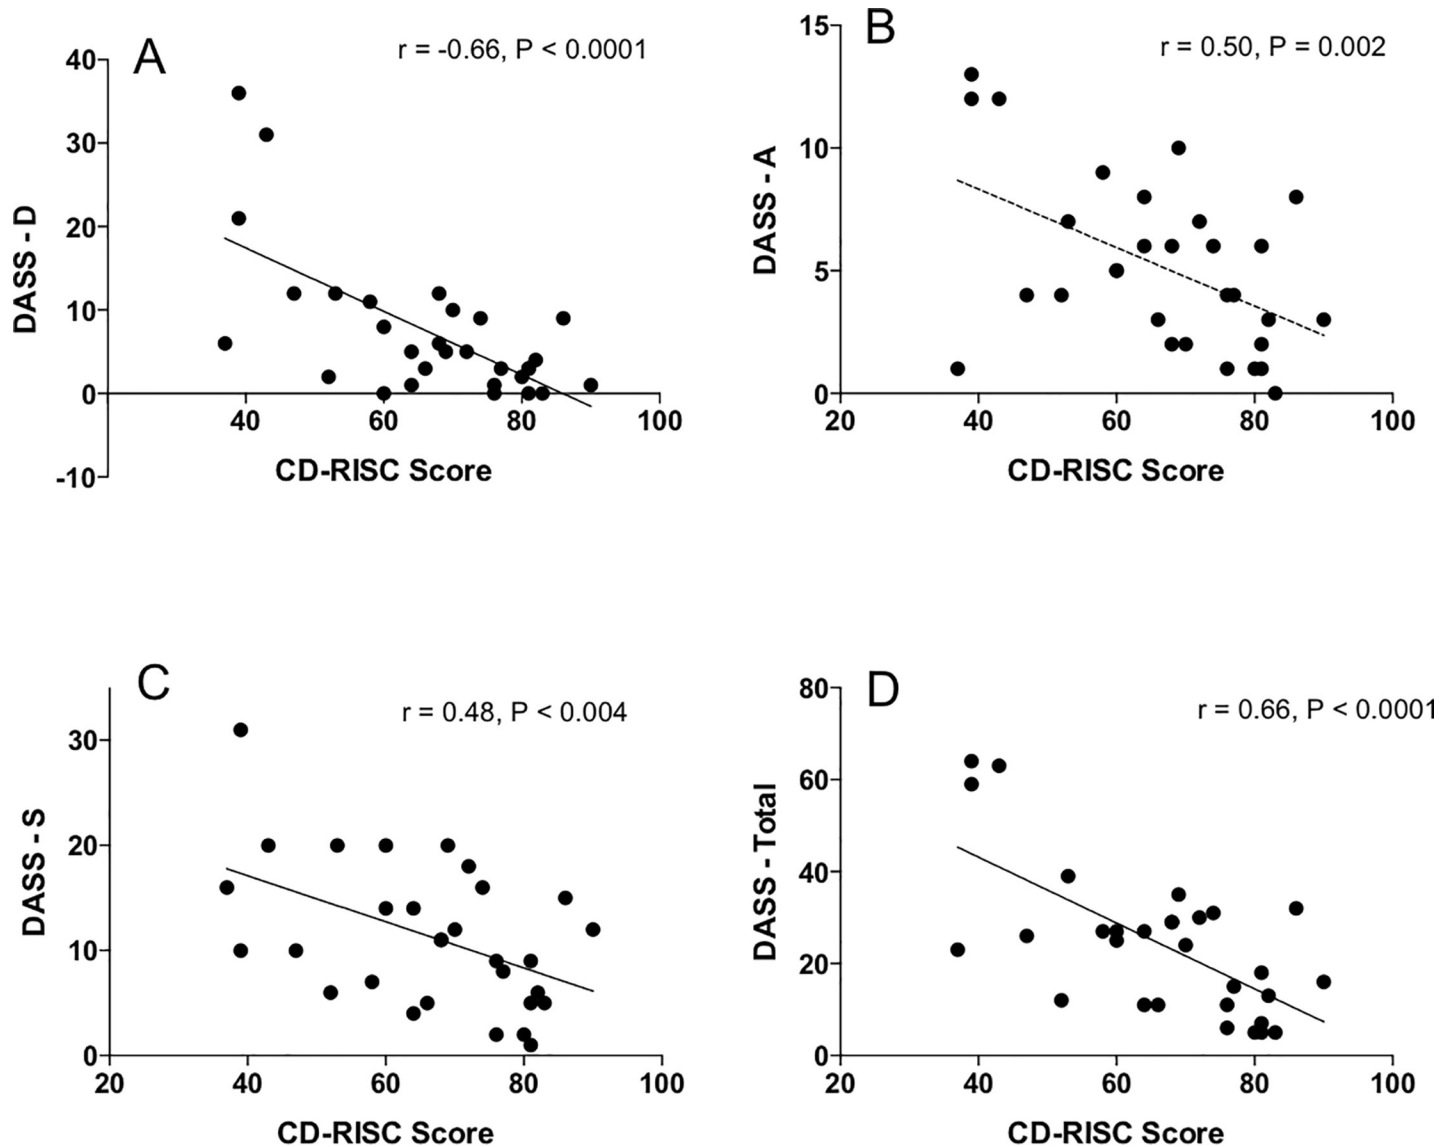 A
r = -0.66, P < 0.0001
40
30
20
10
0
-10
DASS - D
40
60
80
100
CD-RISC Score
B
r = 0.50, P = 0.002
15
10
5
0
DASS - A
20
40
60
80
100
CD-RISC Score
C
r = 0.48, P < 0.004
30
20
10
0
DASS - S
20
40
60
80
100
CD-RISC Score
D
r = 0.66, P < 0.0001
80
60
40
20
0
DASS - Total
20
40
60
80
100
CD-RISC Score